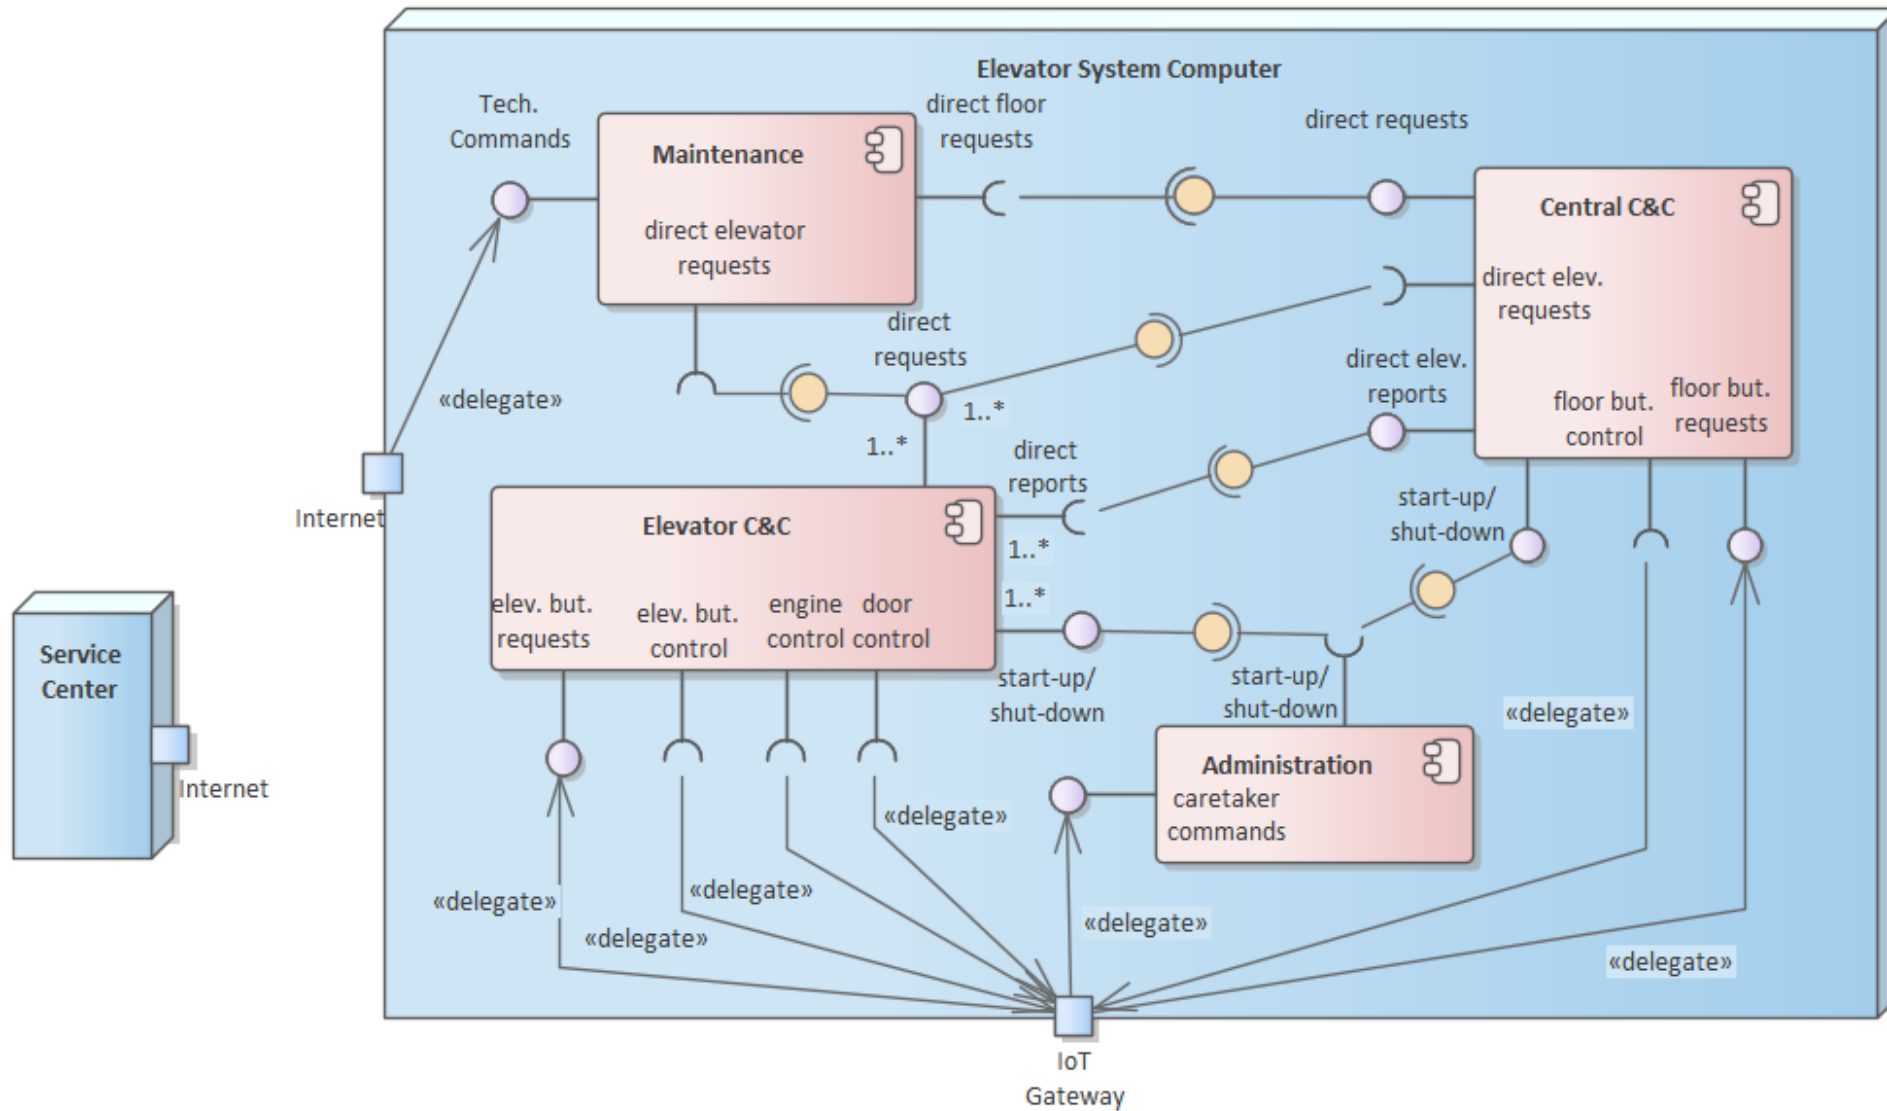 Elevator System Computer
Tech.
Commands
Maintenance
direct elevator
requests
direct floor
requests
direct requests
Central C&C
direct elev.
requests
direct
requests
direct elev.
reports
floor but.
control
floor but.
requests
«delegate»
1..*
1..*
direct
reports
start-up/
shut-down
Internet
Elevator C&C
1..*
1..*
elev. but.
requests
elev. but.
control
engine
control
door
control
start-up/
shut-down
start-up/
shut-down
Service
Center
Internet
«delegate»
Administration
caretaker
commands
«delegate»
«delegate»
«delegate»
«delegate»
«delegate»
«delegate»
IoT
Gateway